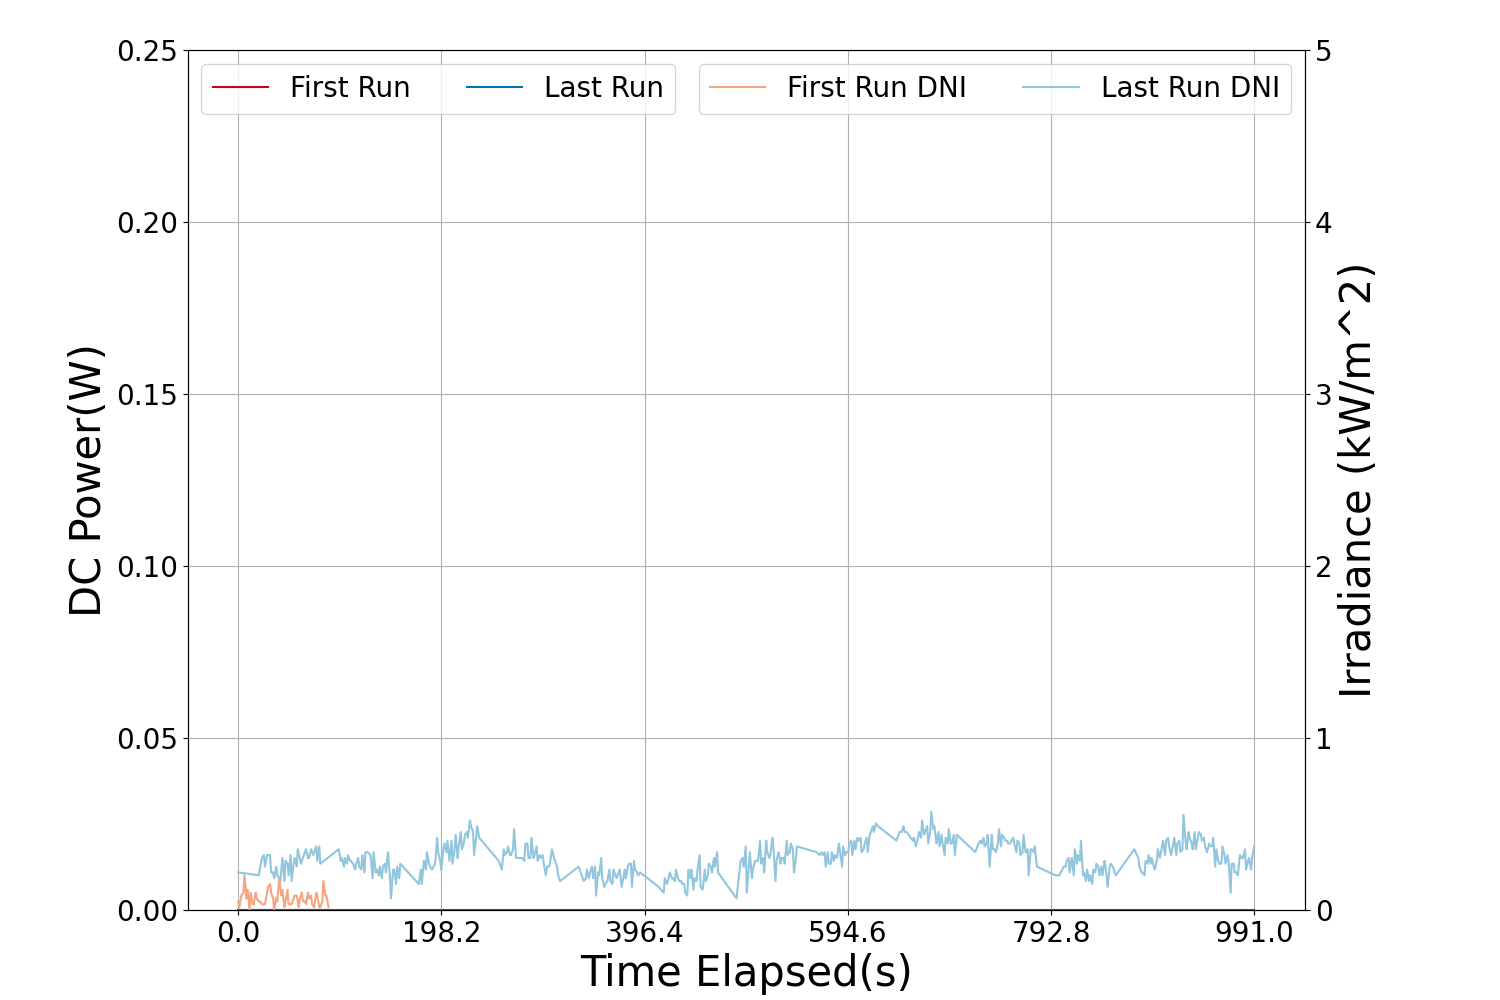 First Run
Last Run
First Run DNI
Last Run DNI
0.25
0.20
0.15
0.10
0.05
0.00
DC Power(W)
5
4
3
2
1
0
Irradiance (kW/m^2)
0.0
198.2
396.4
594.6
792.8
991.0
Time Elapsed(s)